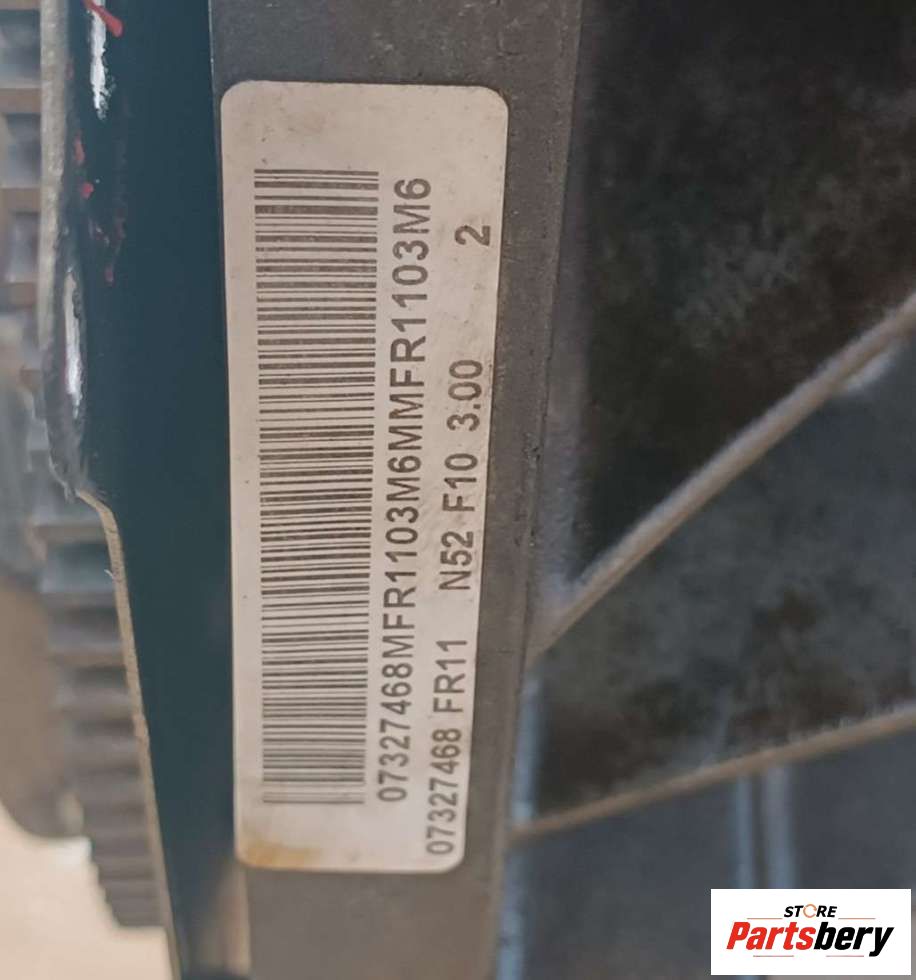 07327468MFR1103M6MMFR1103M6
07327468 FR11 N52 F10 3.00 2
STORE
Partsbery